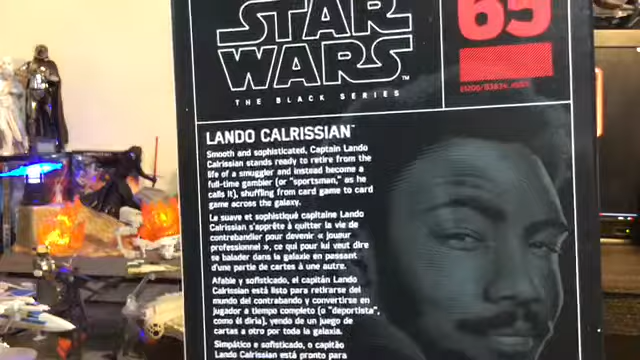 STAR
WARS™
THE BLACK SERIES
65
LANDO CALRISSIAN™
Smooth and sophisticated, Captain Lando
Calrissian stands ready to retire from the
life of a smuggler and instead become a
full-time gambler (or "sportsman," as he
calls it), shuffling from card game to card
game across the galaxy.
Le suave et sophistiqué capitaine Lando
Calrissian s'apprête à quitter la vie de
contrebandier pour devenir « joueur
professionnel », ce qui pour lui veut dire
se balader dans la galaxie en passant
d'une partie de cartes à une autre.
Afable y sofisticado, el capitán Lando
Calrissian está listo para retirarse del
mundo del contrabando y convertirse en
jugador a tiempo completo (o "deportista",
como él diría), yendo de un juego de
cartas a otro por toda la galaxia.
Simpático e sofisticado, o capitão
Lando Calrissian está pronto para